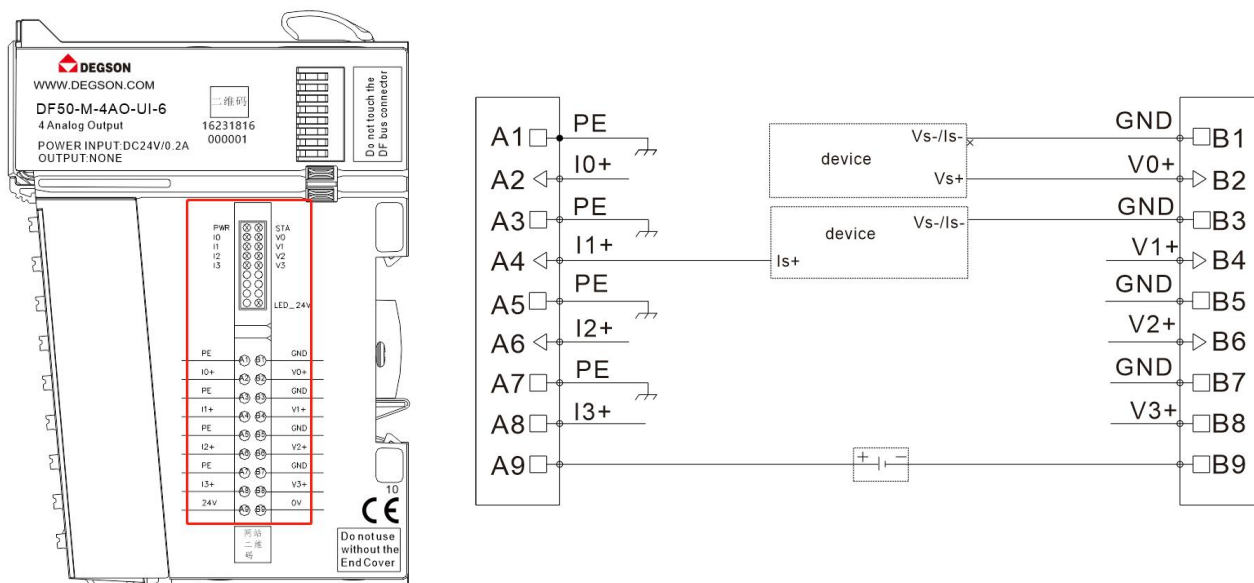 DEGSON
WWW.DEGSON.COM
DF50-M-4AO-UI-6
4 Analog Output
POWER INPUT:DC24V/0.2A
OUTPUT:NONE
二维码
16231816
000001
Do not touch the
DF bus connector
PWR STA
I0 V0
I1 V1
I2 V2
I3 V3
LED_24V
PE A1 B1 GND
I0+ A2 B2 V0+
PE A3 B3 GND
I1+ A4 B4 V1+
PE A5 B5 GND
I2+ A6 B6 V2+
PE A7 B7 GND
I3+ A8 B8 V3+
24V A9 B9 0V
网站
二维
码
10
CE
Do not use
without the
End Cover
A1 PE
A2 I0+
A3 PE
A4 I1+
A5 PE
A6 I2+
A7 PE
A8 I3+
A9
device
Vs-/Is-
Vs+
device
Vs-/Is-
Is+
+ −
GND B1
V0+ B2
GND B3
V1+ B4
GND B5
V2+ B6
GND B7
V3+ B8
B9